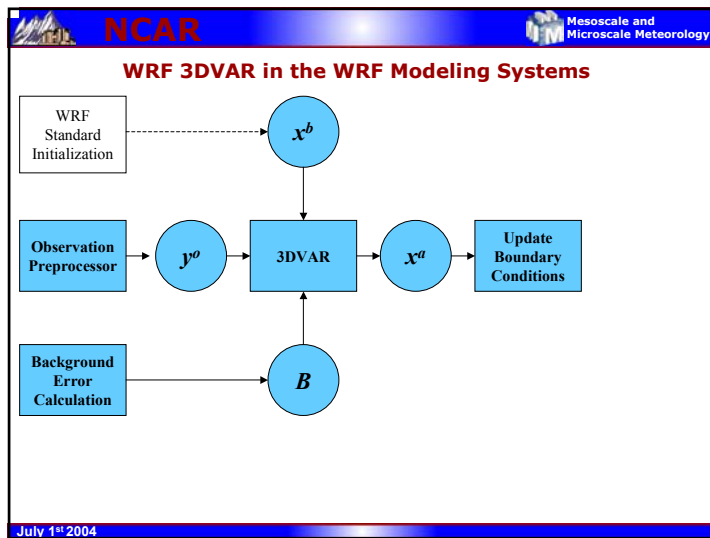 NCAR
Mesoscale and
Microscale Meteorology
WRF 3DVAR in the WRF Modeling Systems
WRF
Standard
Initialization
x^b
Observation
Preprocessor
y^o
3DVAR
x^a
Update
Boundary
Conditions
Background
Error
Calculation
B
July 1st 2004